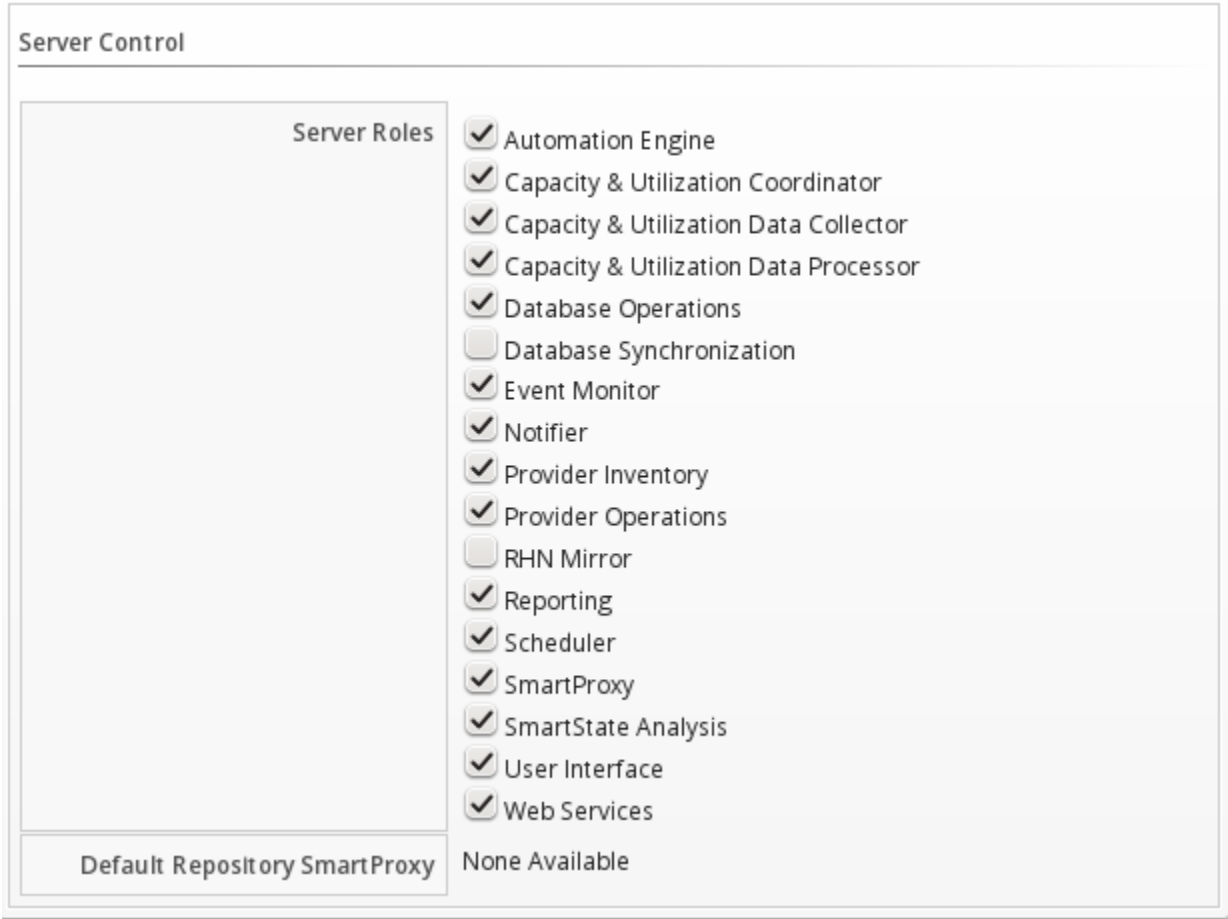 Server Control
Server Roles
Automation Engine
Capacity & Utilization Coordinator
Capacity & Utilization Data Collector
Capacity & Utilization Data Processor
Database Operations
Database Synchronization
Event Monitor
Notifier
Provider Inventory
Provider Operations
RHN Mirror
Reporting
Scheduler
SmartProxy
SmartState Analysis
User Interface
Web Services
Default Repository SmartProxy None Available